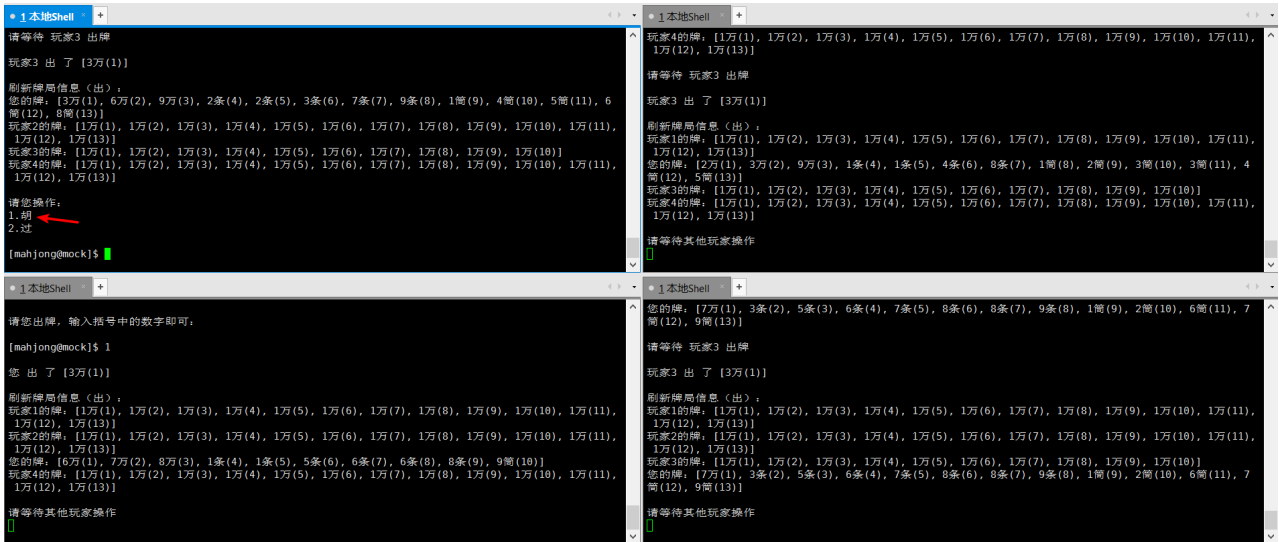 1 本地Shell × +
请等待 玩家3 出牌
玩家3 出 了 [3万(1)]
刷新牌局信息（出）：
您的牌：[3万(1), 6万(2), 9万(3), 2条(4), 2条(5), 3条(6), 7条(7), 9条(8), 1筒(9), 4筒(10), 5筒(11), 6
筒(12), 8筒(13)]
玩家2的牌：[1万(1), 1万(2), 1万(3), 1万(4), 1万(5), 1万(6), 1万(7), 1万(8), 1万(9), 1万(10), 1万(11),
1万(12), 1万(13)]
玩家3的牌：[1万(1), 1万(2), 1万(3), 1万(4), 1万(5), 1万(6), 1万(7), 1万(8), 1万(9), 1万(10)]
玩家4的牌：[1万(1), 1万(2), 1万(3), 1万(4), 1万(5), 1万(6), 1万(7), 1万(8), 1万(9), 1万(10), 1万(11),
1万(12), 1万(13)]
请您操作：
1.胡
2.过
[mahjong@mock]$
1 本地Shell × +
玩家4的牌：[1万(1), 1万(2), 1万(3), 1万(4), 1万(5), 1万(6), 1万(7), 1万(8), 1万(9), 1万(10), 1万(11),
1万(12), 1万(13)]
请等待 玩家3 出牌
玩家3 出 了 [3万(1)]
刷新牌局信息（出）：
玩家1的牌：[1万(1), 1万(2), 1万(3), 1万(4), 1万(5), 1万(6), 1万(7), 1万(8), 1万(9), 1万(10), 1万(11),
1万(12), 1万(13)]
您的牌：[2万(1), 3万(2), 9万(3), 1条(4), 1条(5), 4条(6), 8条(7), 1筒(8), 2筒(9), 3筒(10), 3筒(11), 4
筒(12), 5筒(13)]
玩家3的牌：[1万(1), 1万(2), 1万(3), 1万(4), 1万(5), 1万(6), 1万(7), 1万(8), 1万(9), 1万(10)]
玩家4的牌：[1万(1), 1万(2), 1万(3), 1万(4), 1万(5), 1万(6), 1万(7), 1万(8), 1万(9), 1万(10), 1万(11),
1万(12), 1万(13)]
请等待其他玩家操作
1 本地Shell × +
请您出牌，输入括号中的数字即可：
[mahjong@mock]$ 1
您 出 了 [3万(1)]
刷新牌局信息（出）：
玩家1的牌：[1万(1), 1万(2), 1万(3), 1万(4), 1万(5), 1万(6), 1万(7), 1万(8), 1万(9), 1万(10), 1万(11),
1万(12), 1万(13)]
玩家2的牌：[1万(1), 1万(2), 1万(3), 1万(4), 1万(5), 1万(6), 1万(7), 1万(8), 1万(9), 1万(10), 1万(11),
1万(12), 1万(13)]
您的牌：[6万(1), 7万(2), 8万(3), 1条(4), 1条(5), 5条(6), 6条(7), 6条(8), 8条(9), 9筒(10)]
玩家4的牌：[1万(1), 1万(2), 1万(3), 1万(4), 1万(5), 1万(6), 1万(7), 1万(8), 1万(9), 1万(10), 1万(11),
1万(12), 1万(13)]
请等待其他玩家操作
1 本地Shell × +
您的牌：[7万(1), 3条(2), 5条(3), 6条(4), 7条(5), 8条(6), 8条(7), 9条(8), 1筒(9), 2筒(10), 6筒(11), 7
筒(12), 9筒(13)]
请等待 玩家3 出牌
玩家3 出 了 [3万(1)]
刷新牌局信息（出）：
玩家1的牌：[1万(1), 1万(2), 1万(3), 1万(4), 1万(5), 1万(6), 1万(7), 1万(8), 1万(9), 1万(10), 1万(11),
1万(12), 1万(13)]
玩家2的牌：[1万(1), 1万(2), 1万(3), 1万(4), 1万(5), 1万(6), 1万(7), 1万(8), 1万(9), 1万(10), 1万(11),
1万(12), 1万(13)]
玩家3的牌：[1万(1), 1万(2), 1万(3), 1万(4), 1万(5), 1万(6), 1万(7), 1万(8), 1万(9), 1万(10)]
您的牌：[7万(1), 3条(2), 5条(3), 6条(4), 7条(5), 8条(6), 8条(7), 9条(8), 1筒(9), 2筒(10), 6筒(11), 7
筒(12), 9筒(13)]
请等待其他玩家操作